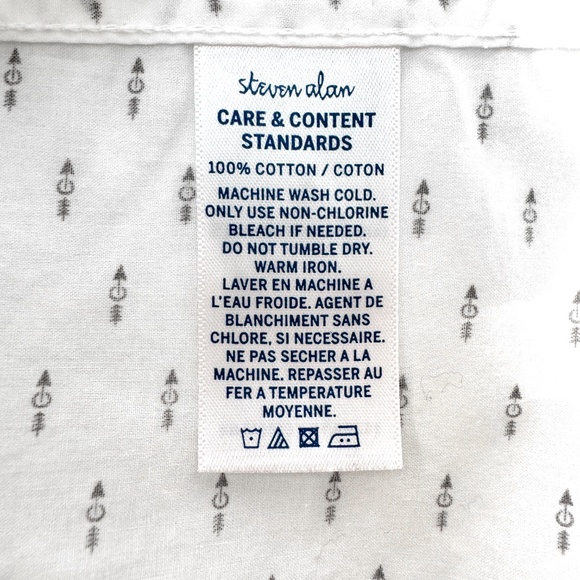 steven alan
CARE & CONTENT
STANDARDS
100% COTTON / COTON
MACHINE WASH COLD.
ONLY USE NON-CHLORINE
BLEACH IF NEEDED.
DO NOT TUMBLE DRY.
WARM IRON.
LAVER EN MACHINE A
L'EAU FROIDE. AGENT DE
BLANCHIMENT SANS
CHLORE, SI NECESSAIRE.
NE PAS SECHER A LA
MACHINE. REPASSER AU
FER A TEMPERATURE
MOYENNE.